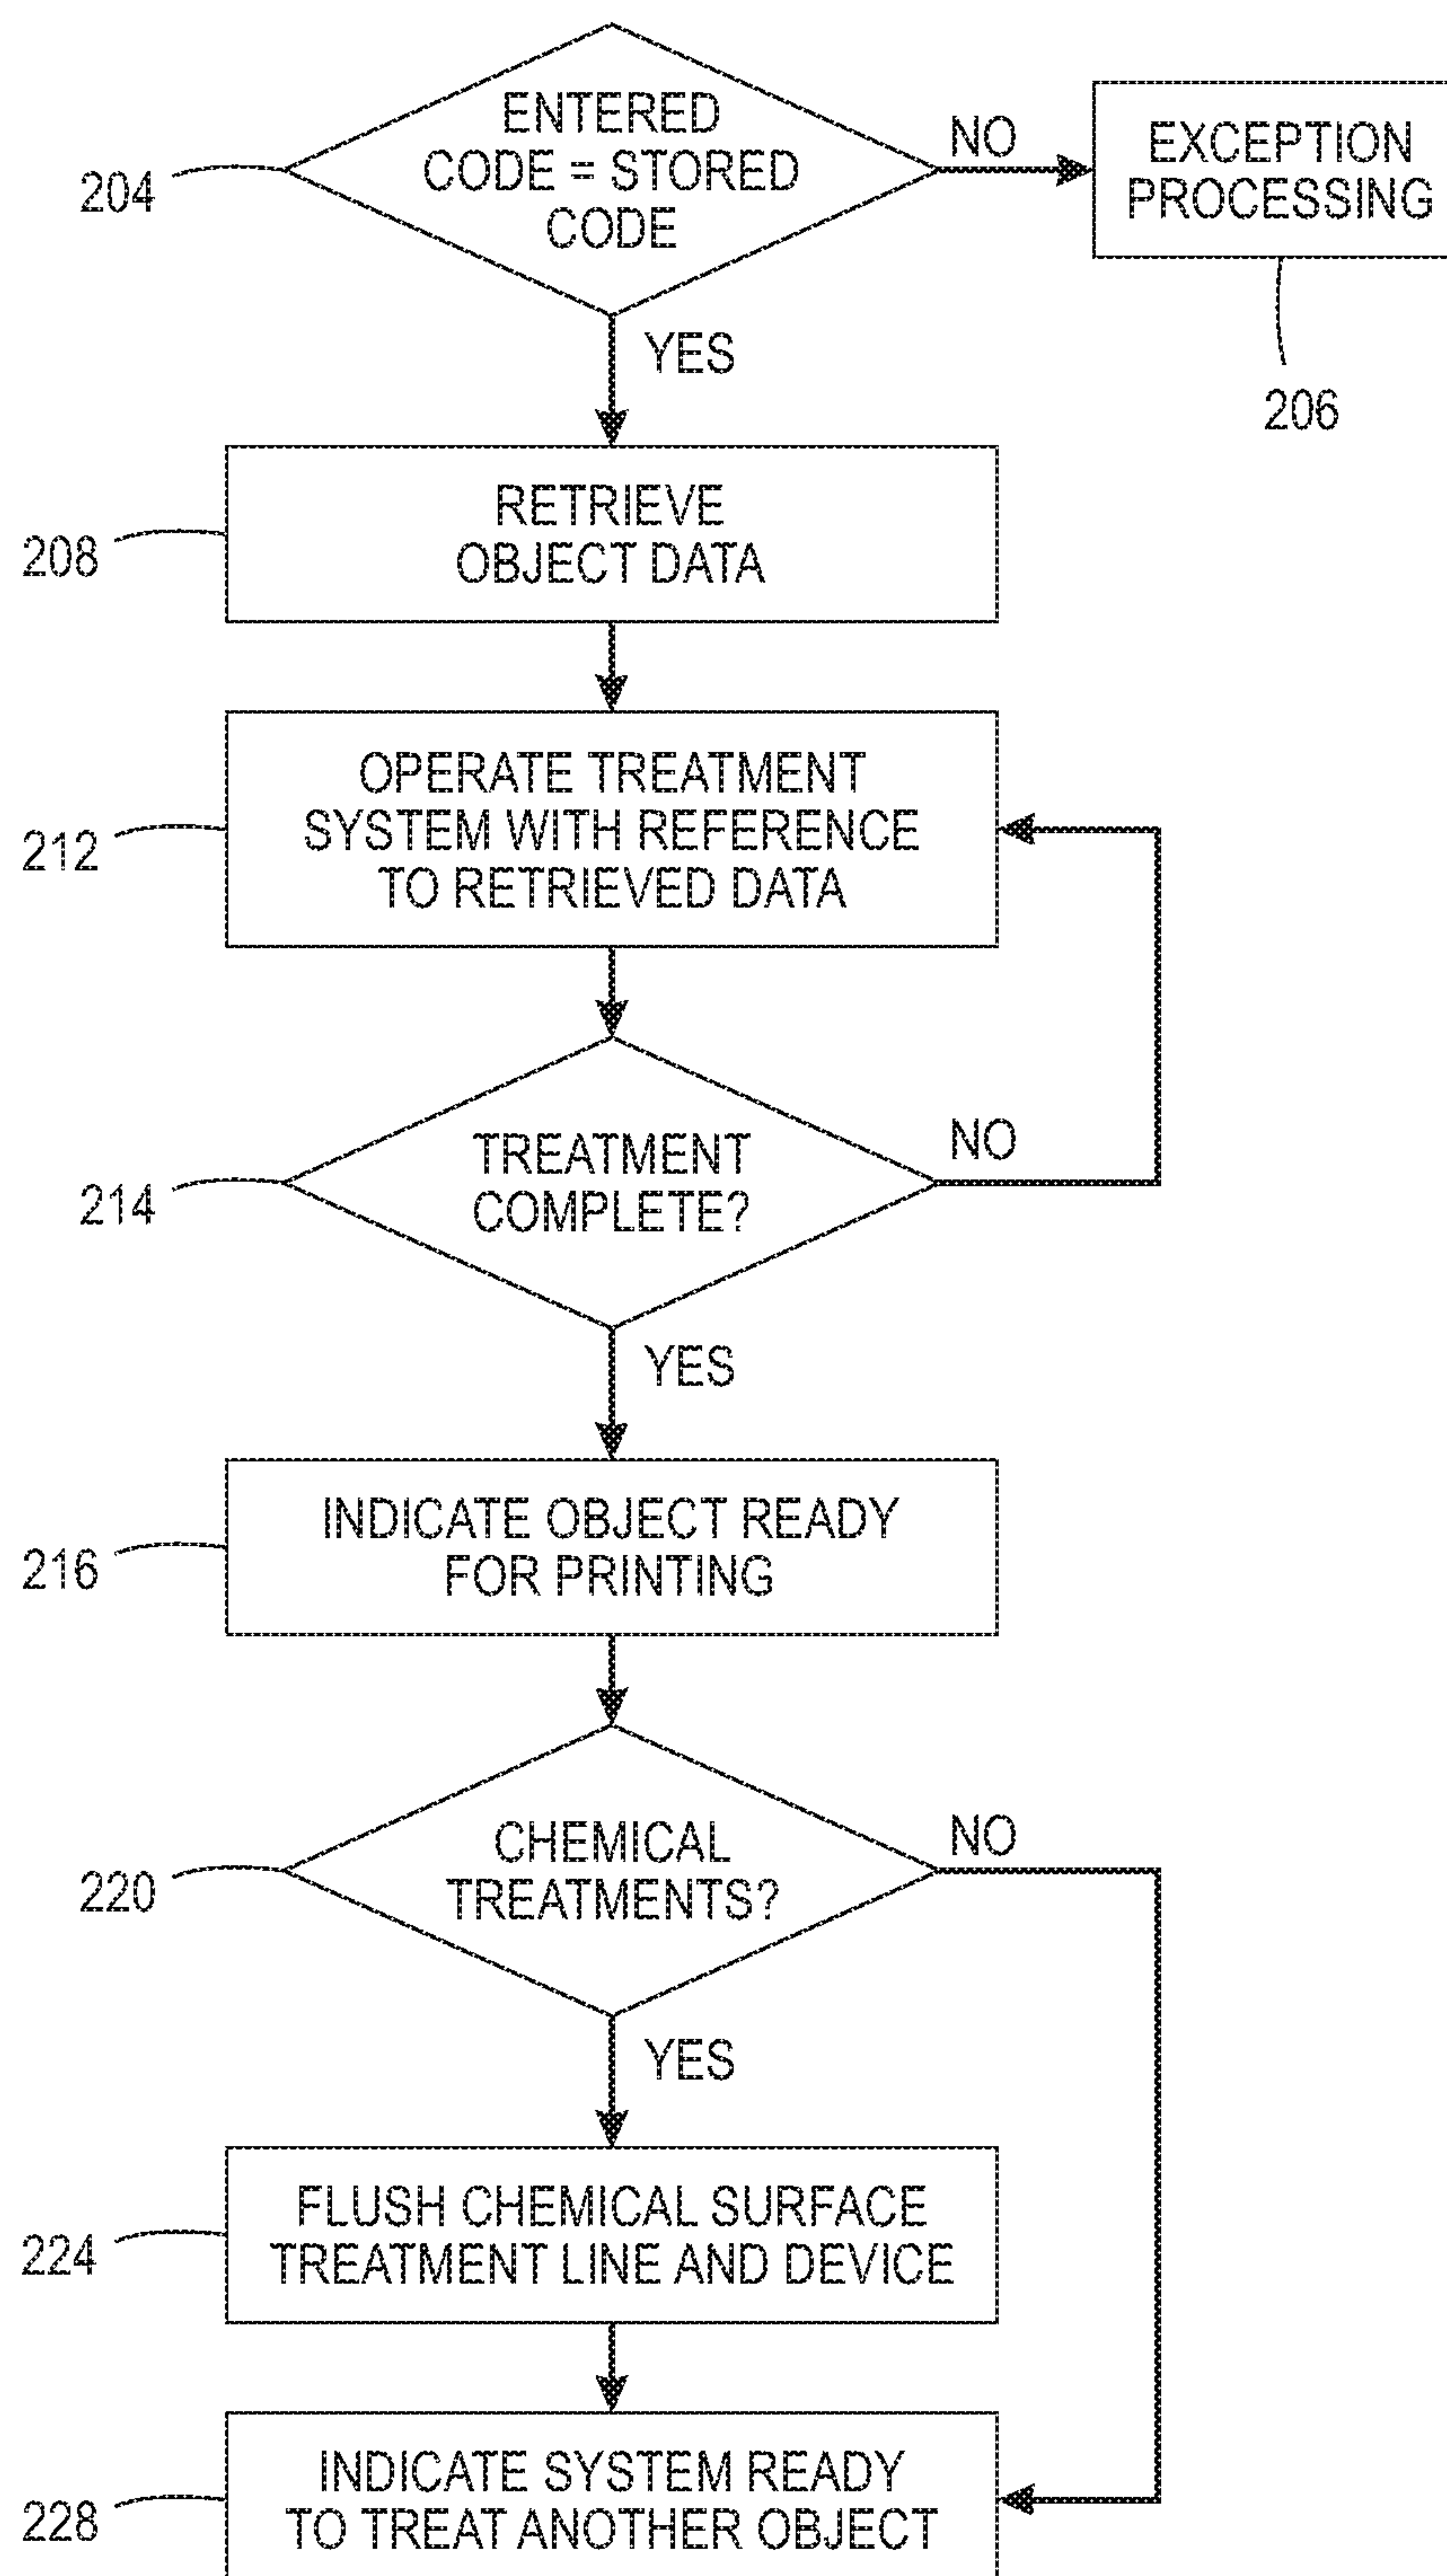 ENTERED
CODE = STORED
CODE
204
NO
EXCEPTION
PROCESSING
206
YES
RETRIEVE
OBJECT DATA
208
OPERATE TREATMENT
SYSTEM WITH REFERENCE
TO RETRIEVED DATA
212
TREATMENT
COMPLETE?
214
NO
YES
INDICATE OBJECT READY
FOR PRINTING
216
CHEMICAL
TREATMENTS?
220
NO
YES
FLUSH CHEMICAL SURFACE
TREATMENT LINE AND DEVICE
224
INDICATE SYSTEM READY
TO TREAT ANOTHER OBJECT
228